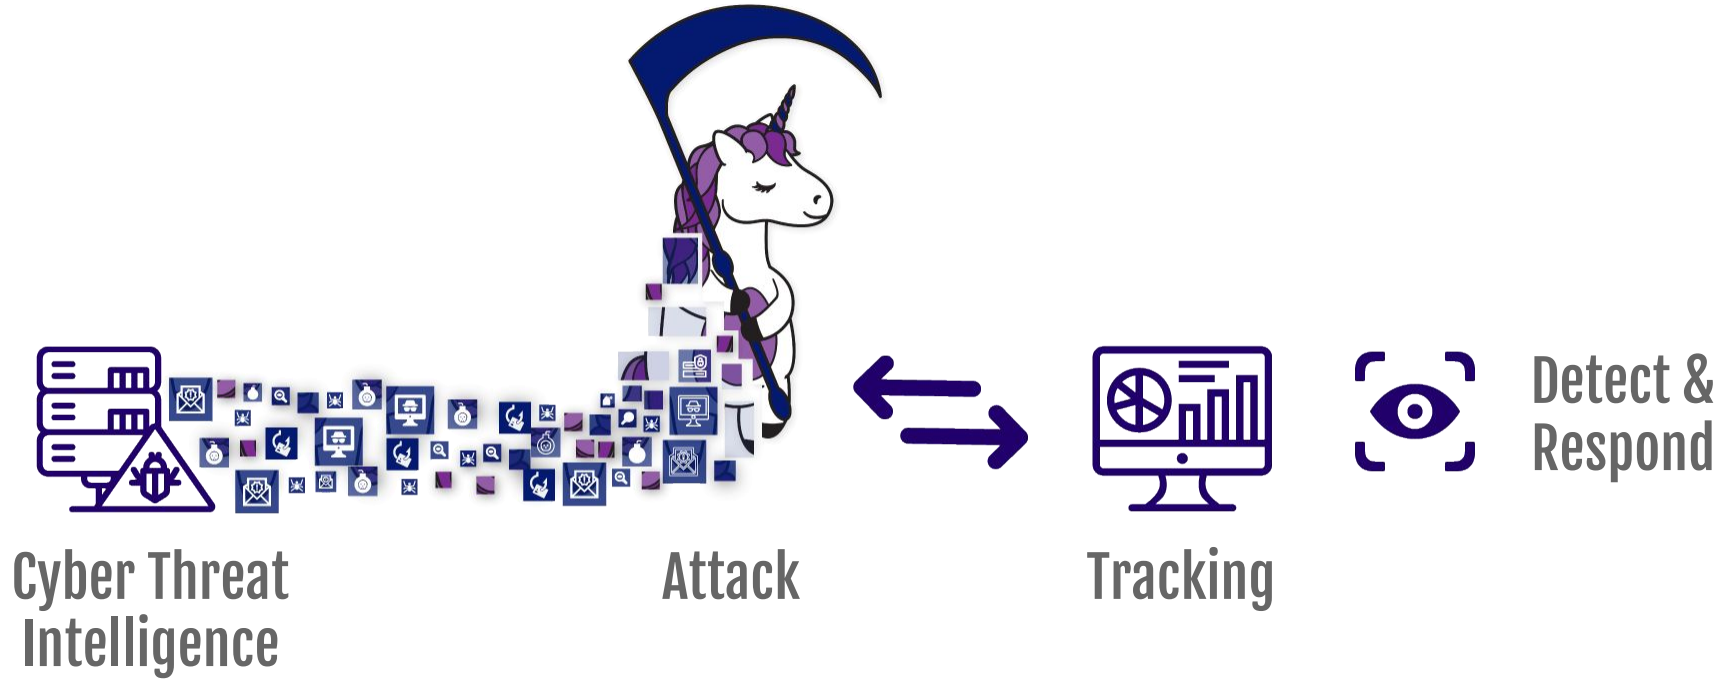 Cyber Threat
Intelligence
Attack
Tracking
Detect &
Respond